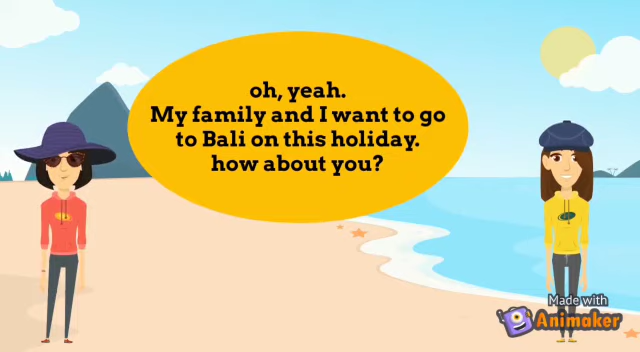 oh, yeah.
My family and I want to go
to Bali on this holiday.
how about you?
Made with
Animaker